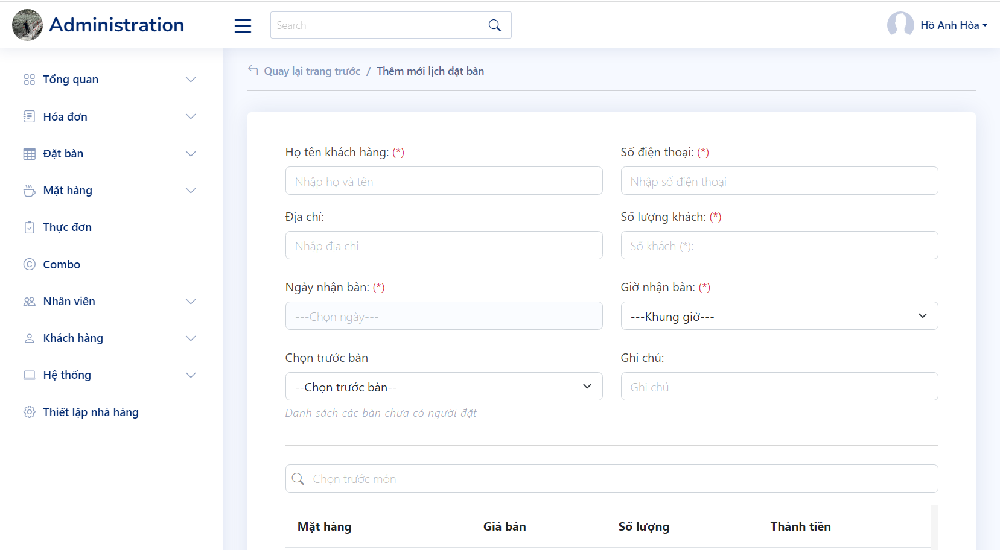 Administration
Search
Hồ Anh Hòa
Tổng quan
Hóa đơn
Đặt bàn
Mặt hàng
Thực đơn
Combo
Nhân viên
Khách hàng
Hệ thống
Thiết lập nhà hàng
Quay lại trang trước / Thêm mới lịch đặt bàn
Họ tên khách hàng: (*)
Nhập họ và tên
Số điện thoại: (*)
Nhập số điện thoại
Địa chỉ:
Nhập địa chỉ
Số lượng khách: (*)
Số khách (*):
Ngày nhận bàn: (*)
---Chọn ngày---
Giờ nhận bàn: (*)
---Khung giờ---
Chọn trước bàn
--Chọn trước bàn--
Danh sách các bàn chưa có người đặt
Ghi chú:
Ghi chú
Chọn trước món
Mặt hàng Giá bán Số lượng Thành tiền